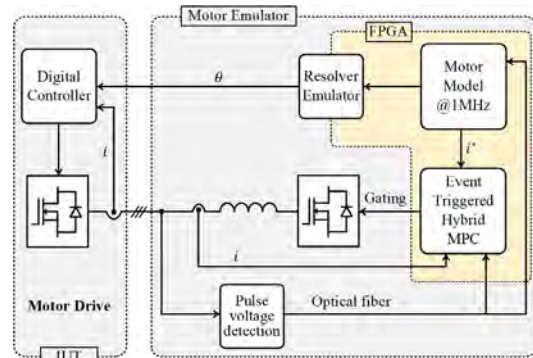 Motor Emulator
FPGA
Digital
Controller
θ
Resolver
Emulator
Motor
Model
@1MHz
i
i*
Gating
Event
Triggered
Hybrid
MPC
i
Motor Drive
Pulse
voltage
detection
Optical fiber